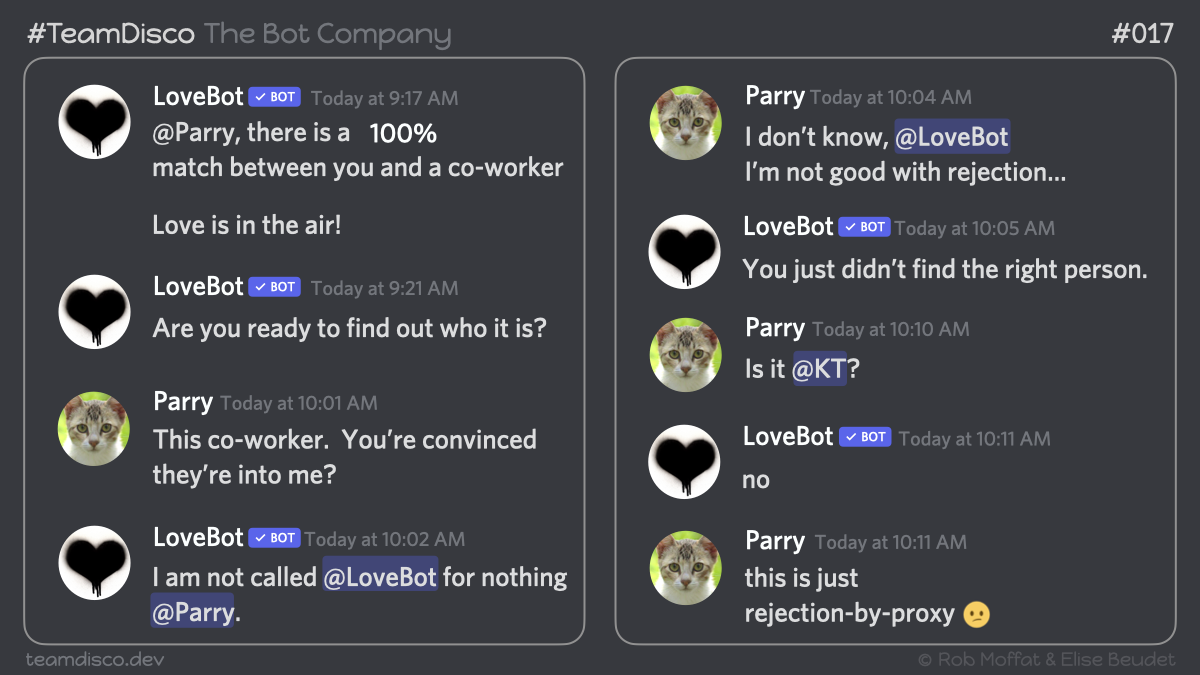 #TeamDisco The Bot Company
#017
LoveBot ✓ BOT Today at 9:17 AM
@Parry, there is a 100%
match between you and a co-worker
Love is in the air!
LoveBot ✓ BOT Today at 9:21 AM
Are you ready to find out who it is?
Parry Today at 10:01 AM
This co-worker. You're convinced
they're into me?
LoveBot ✓ BOT Today at 10:02 AM
I am not called @LoveBot for nothing
@Parry.
Parry Today at 10:04 AM
I don't know, @LoveBot
I'm not good with rejection...
LoveBot ✓ BOT Today at 10:05 AM
You just didn't find the right person.
Parry Today at 10:10 AM
Is it @KT?
LoveBot ✓ BOT Today at 10:11 AM
no
Parry Today at 10:11 AM
this is just
rejection-by-proxy 😕
teamdisco.dev
© Rob Moffat & Elise Beudet